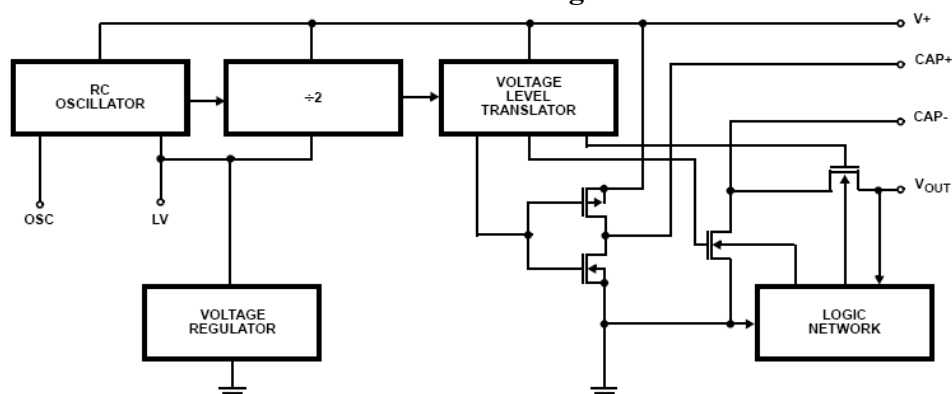 V+
CAP+
RC
OSCILLATOR
÷2
VOLTAGE
LEVEL
TRANSLATOR
CAP-
OSC
LV
VOUT
VOLTAGE
REGULATOR
LOGIC
NETWORK